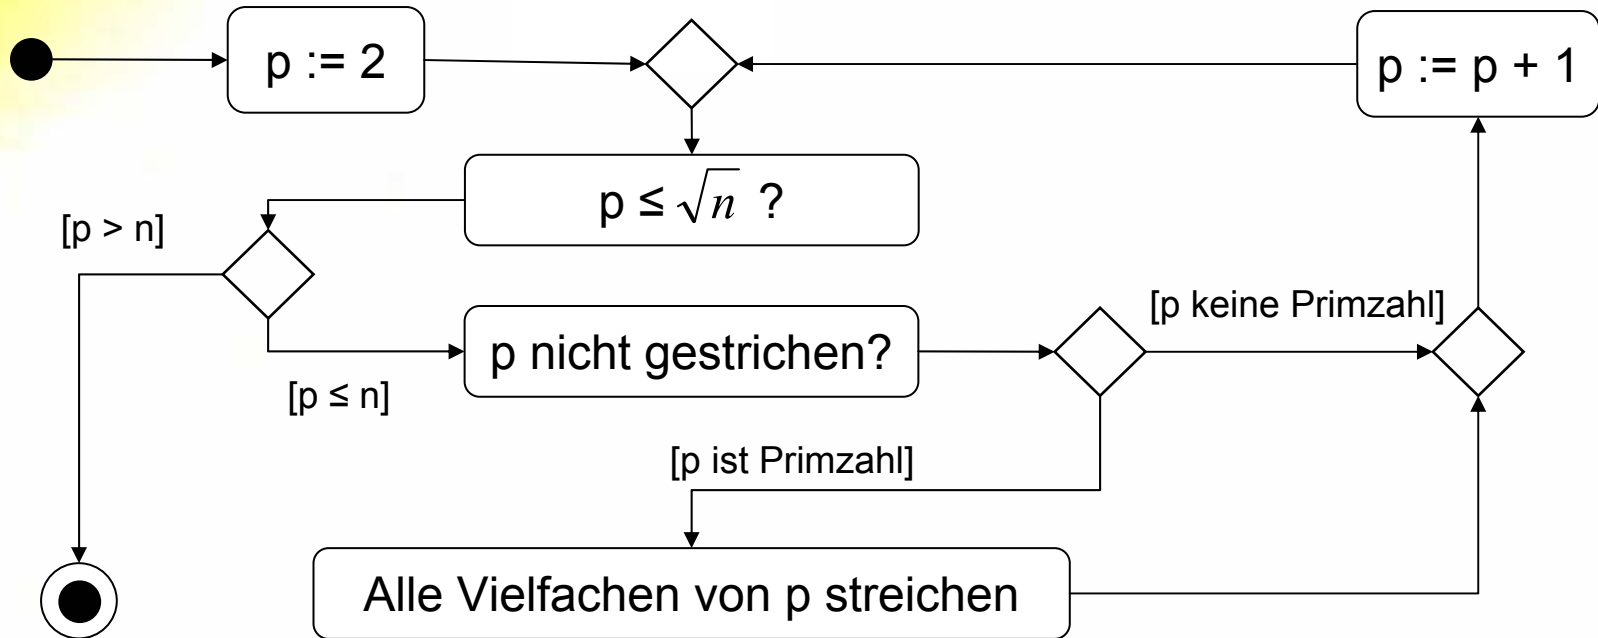 p := 2
p := p + 1
p ≤ √n ?
[p > n]
[p ≤ n]
p nicht gestrichen?
[p keine Primzahl]
[p ist Primzahl]
Alle Vielfachen von p streichen